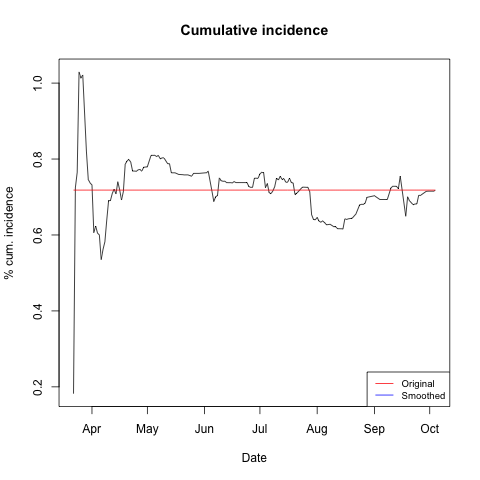 Cumulative incidence
% cum. incidence
1.0
0.8
0.6
0.4
0.2
Original
Smoothed
Apr May Jun Jul Aug Sep Oct
Date